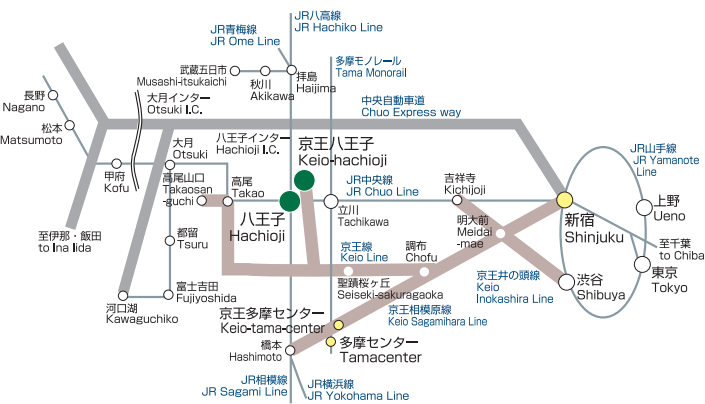 JR八高線
JR Hachiko Line
JR青梅線
JR Ome Line
多摩モノレール
Tama Monorail
武蔵五日市
Musashi-itsukaichi
秋川
Akikawa
拝島
Haijima
長野
Nagano
大月インター
Otsuki I.C.
中央自動車道
Chuo Express way
松本
Matsumoto
八王子インター
Hachioji I.C.
京王八王子
Keio-hachioji
JR山手線
JR Yamanote
Line
大月
Otsuki
甲府
Kofu
高尾山口
Takaosan
-guchi
高尾
Takao
JR中央線
JR Chuo Line
吉祥寺
Kichijoji
八王子
Hachioji
立川
Tachikawa
明大前
Meidai
-mae
新宿
Shinjuku
上野
Ueno
至伊那・飯田
to Ina Iida
都留
Tsuru
京王線
Keio Line
調布
Chofu
至千葉
to Chiba
東京
Tokyo
聖蹟桜ヶ丘
Seiseki-sakuragaoka
京王井の頭線
Keio
Inokashira Line
渋谷
Shibuya
河口湖
Kawaguchiko
富士吉田
Fujiyoshida
京王多摩センター
Keio-tama-center
京王相模原線
Keio Sagamihara Line
橋本
Hashimoto
多摩センター
Tamacenter
JR相模線
JR Sagami Line
JR横浜線
JR Yokohama Line